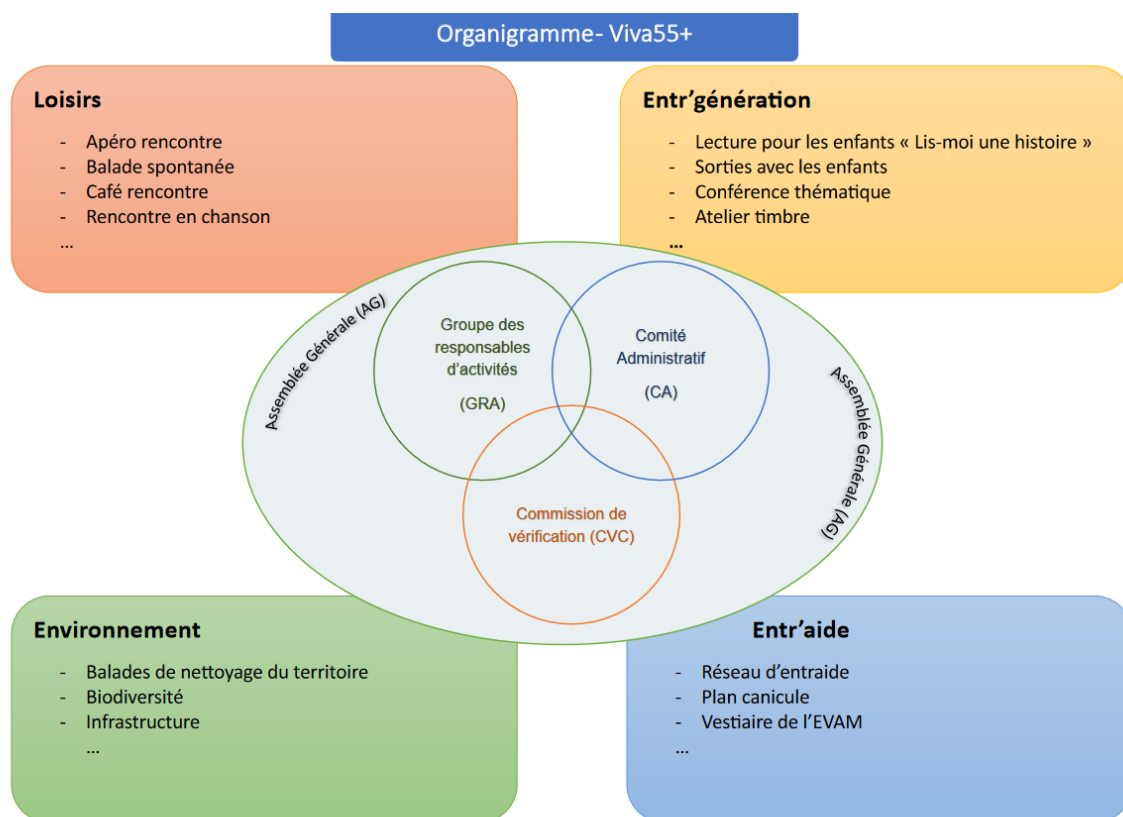 Organigramme- Viva55+
Loisirs
- Apéro rencontre
- Balade spontanée
- Café rencontre
- Rencontre en chanson
...
Entr'génération
- Lecture pour les enfants « Lis-moi une histoire »
- Sorties avec les enfants
- Conférence thématique
- Atelier timbre
...
Assemblée Générale (AG)
Groupe des
responsables
d'activités
(GRA)
Comité
Administratif
(CA)
Assemblée Générale (AG)
Commission de
vérification (CVC)
Environnement
- Balades de nettoyage du territoire
- Biodiversité
- Infrastructure
...
Entr'aide
- Réseau d'entraide
- Plan canicule
- Vestiaire de l'EVAM
...